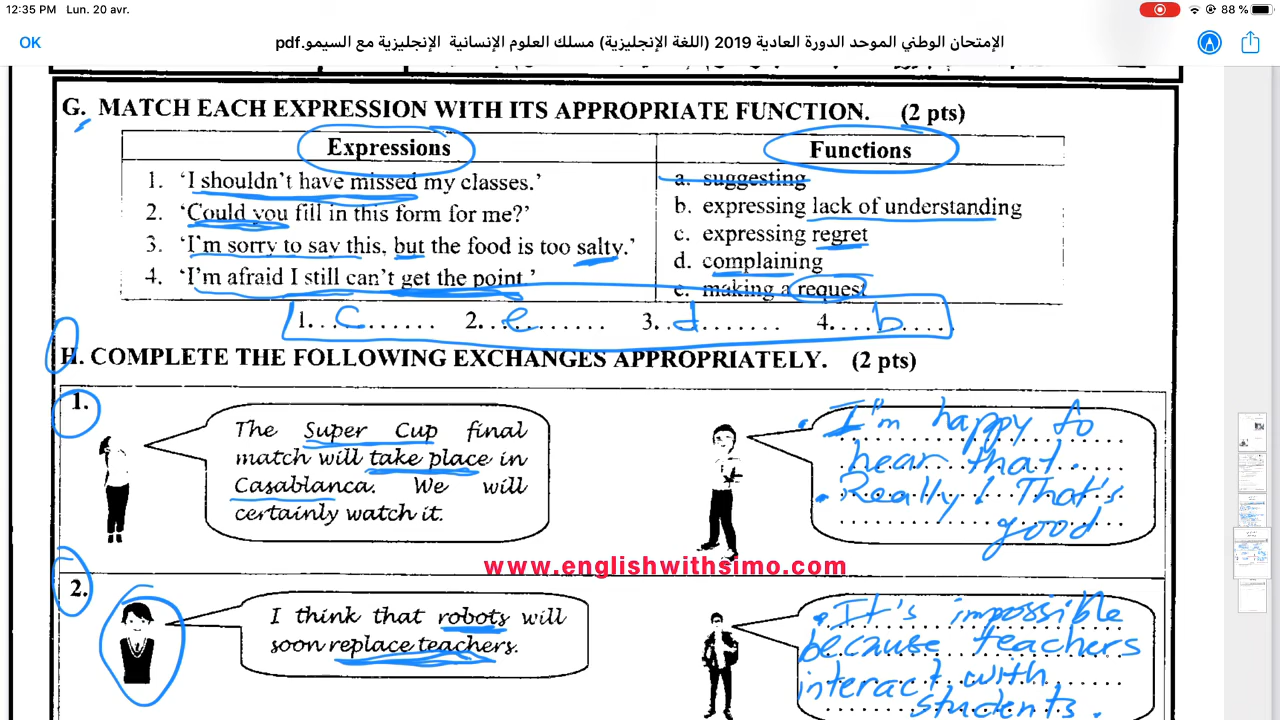 12:35 PM Lun. 20 avr.
88 %
OK
الإمتحان الوطني الموحد الدورة العادية 2019 (اللغة الإنجليزية) مسلك العلوم الإنسانية الإنجليزية مع السيمو.pdf
G. MATCH EACH EXPRESSION WITH ITS APPROPRIATE FUNCTION. (2 pts)
Expressions
Functions
1. 'I shouldn't have missed my classes.'
a. suggesting
2. 'Could you fill in this form for me?'
b. expressing lack of understanding
3. 'I'm sorry to say this, but the food is too salty.'
c. expressing regret
4. 'I'm afraid I still can't get the point.'
d. complaining
e. making a request
1. c 2. e 3. d 4. b
H. COMPLETE THE FOLLOWING EXCHANGES APPROPRIATELY. (2 pts)
1.
The Super Cup final
match will take place in
Casablanca. We will
certainly watch it.
• I'm happy to
hear that.
• Really! That's
good
www.englishwithsimo.com
2.
I think that robots will
soon replace teachers.
• It's impossible
because teachers
interact with
students.